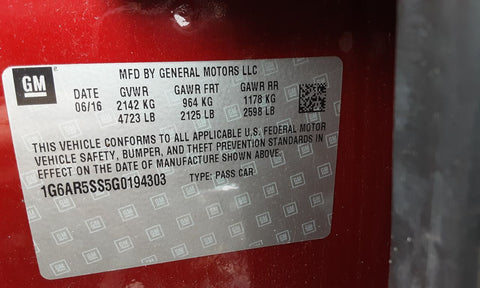 GM
MFD BY GENERAL MOTORS LLC
DATE GVWR GAWR FRT GAWR RR
06/16 2142 KG 964 KG 1178 KG
4723 LB 2125 LB 2598 LB
THIS VEHICLE CONFORMS TO ALL APPLICABLE U.S. FEDERAL MOTOR
VEHICLE SAFETY, BUMPER, AND THEFT PREVENTION STANDARDS IN
EFFECT ON THE DATE OF MANUFACTURE SHOWN ABOVE.
1G6AR5SS5G0194303 TYPE: PASS CAR